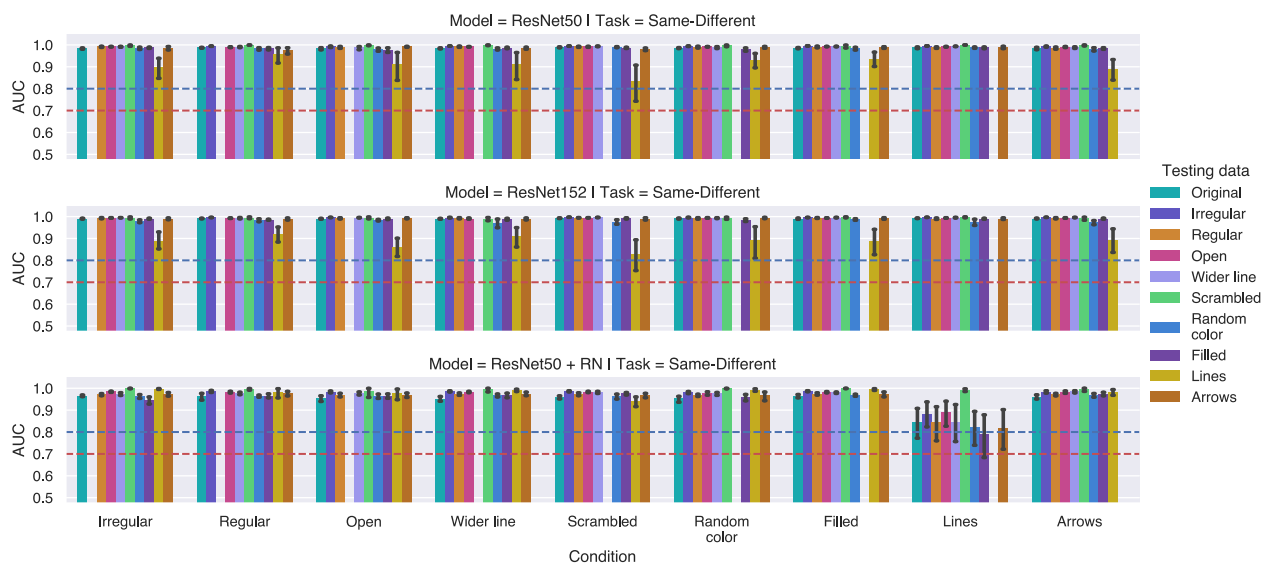 Model = ResNet50 | Task = Same-Different
1.0
0.9
0.8
0.7
0.6
0.5
AUC
Model = ResNet152 | Task = Same-Different
1.0
0.9
0.8
0.7
0.6
0.5
AUC
Model = ResNet50 + RN | Task = Same-Different
1.0
0.9
0.8
0.7
0.6
0.5
AUC
Irregular
Regular
Open
Wider line
Scrambled
Random
color
Filled
Lines
Arrows
Condition
Testing data
Original
Irregular
Regular
Open
Wider line
Scrambled
Random
color
Filled
Lines
Arrows